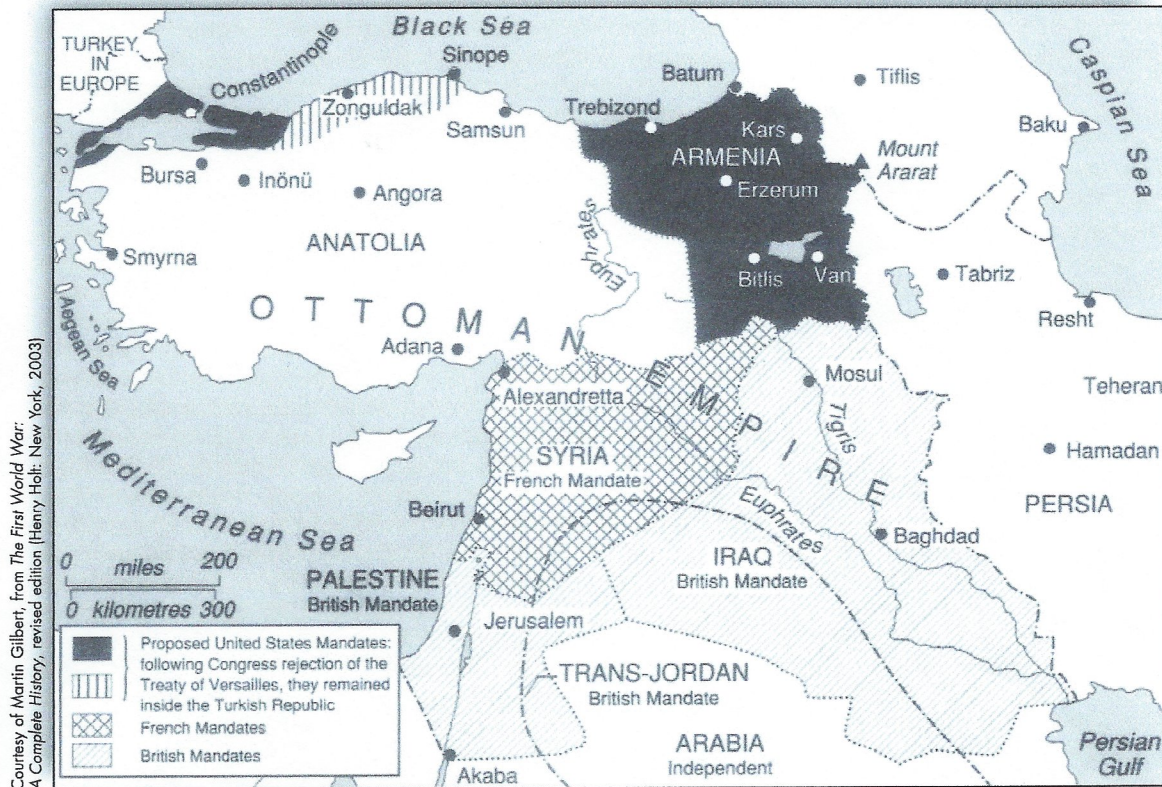 TURKEY
IN
EUROPE
Black Sea
Constantinople
Sinope
Zonguldak
Samsun
Trebizond
Batum
Tiflis
Caspian Sea
Kars
Baku
ARMENIA
Mount
Ararat
Erzerum
Bursa
Inönü
Angora
ANATOLIA
Euphrates
Bitlis
Van
Tabriz
Smyrna
Resht
Aegean Sea
OTTOMAN EMPIRE
Adana
Alexandretta
Mosul
Tigris
Teheran
Hamadan
SYRIA
French Mandate
PERSIA
Mediterranean Sea
Beirut
Euphrates
Baghdad
0 miles 200
0 kilometres 300
IRAQ
British Mandate
PALESTINE
British Mandate
Jerusalem
TRANS-JORDAN
British Mandate
ARABIA
Independent
Akaba
Persian
Gulf
Proposed United States Mandates:
following Congress rejection of the
Treaty of Versailles, they remained
inside the Turkish Republic
French Mandates
British Mandates
Courtesy of Martin Gilbert, from The First World War:
A Complete History, revised edition (Henry Holt: New York, 2003)